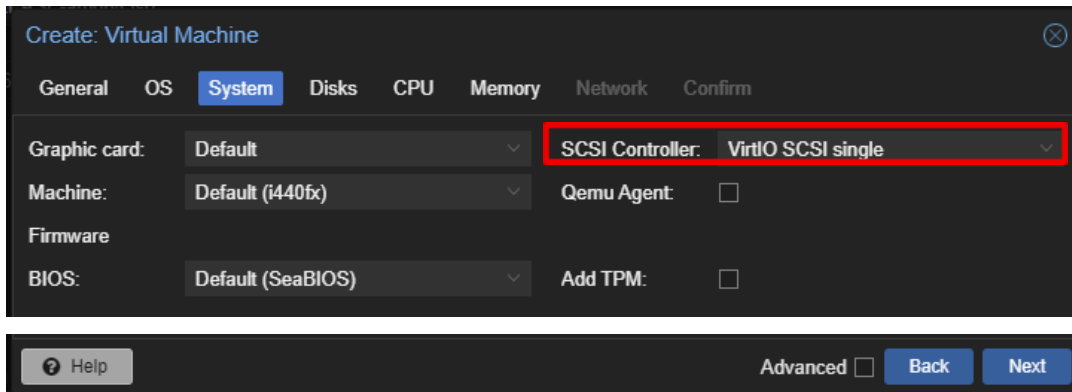 Create: Virtual Machine
General OS System Disks CPU Memory Network Confirm
Graphic card: Default SCSI Controller: VirtIO SCSI single
Machine: Default (i440fx) Qemu Agent:
Firmware
BIOS: Default (SeaBIOS) Add TPM:
Help Advanced Back Next